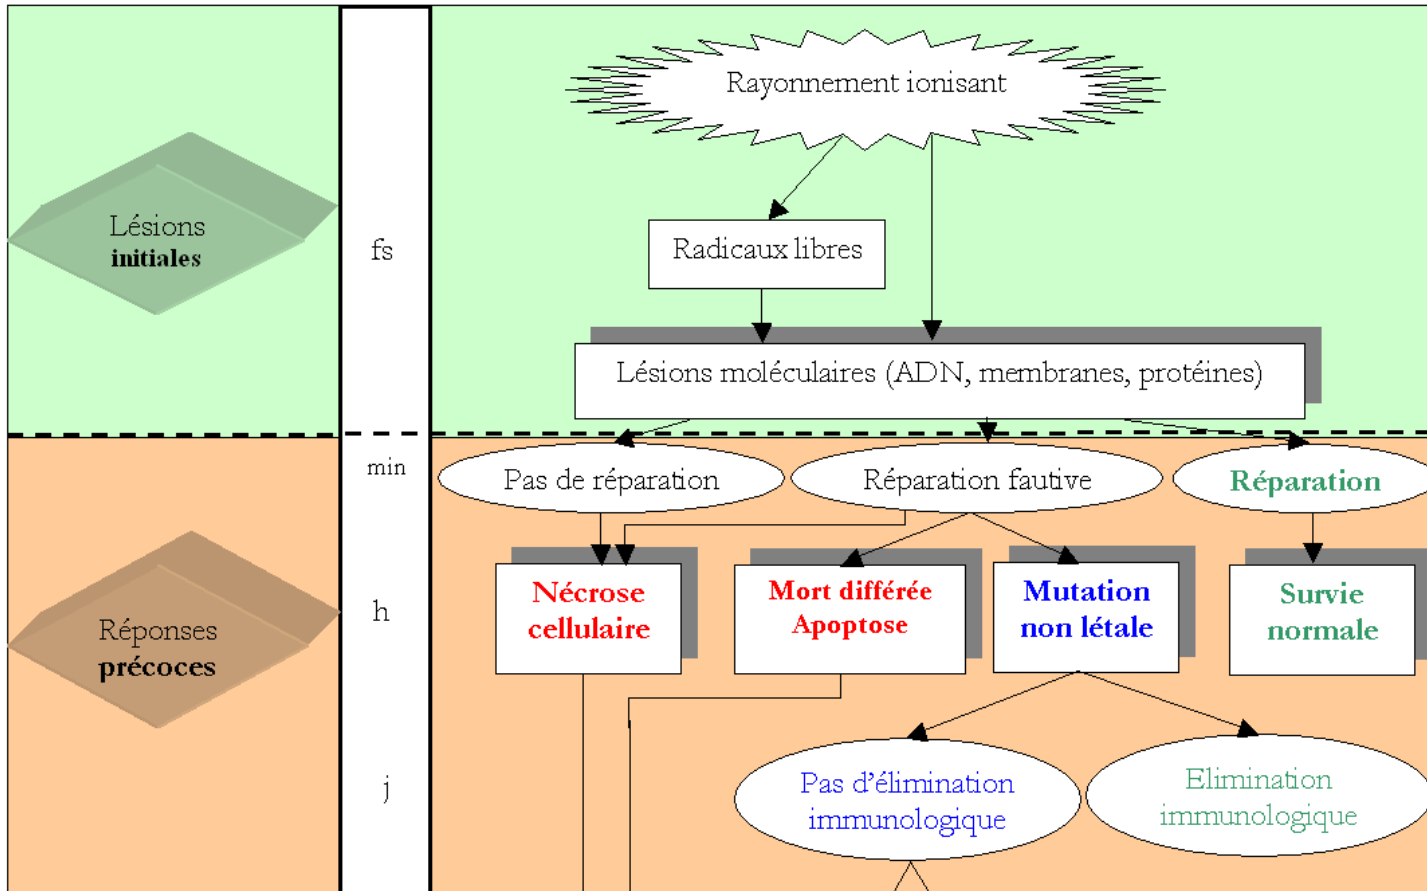 Rayonnement ionisant
Lésions
initiales
fs
Radicaux libres
Lésions moléculaires (ADN, membranes, protéines)
min
Pas de réparation
Réparation fautive
Réparation
Réponses
précoces
h
Nécrose
cellulaire
Mort différée
Apoptose
Mutation
non létale
Survie
normale
j
Pas d'élimination
immunologique
Elimination
immunologique